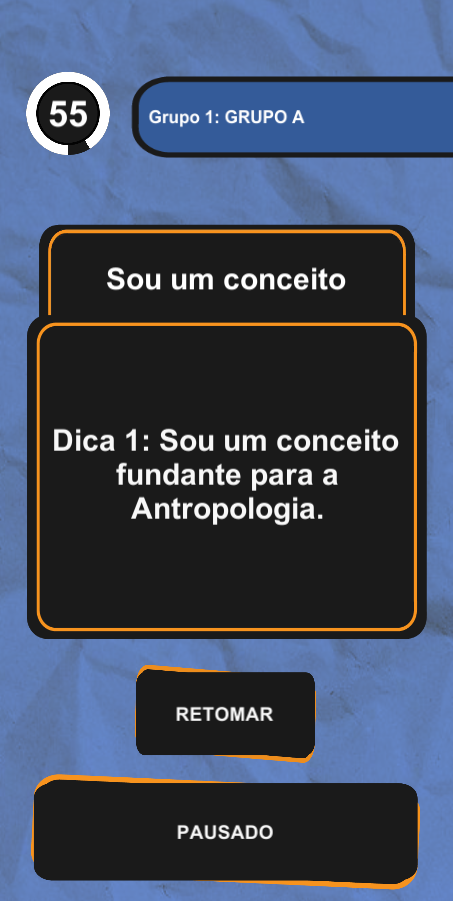 55
Grupo 1: GRUPO A
Sou um conceito
Dica 1: Sou um conceito
fundante para a
Antropologia.
RETOMAR
PAUSADO